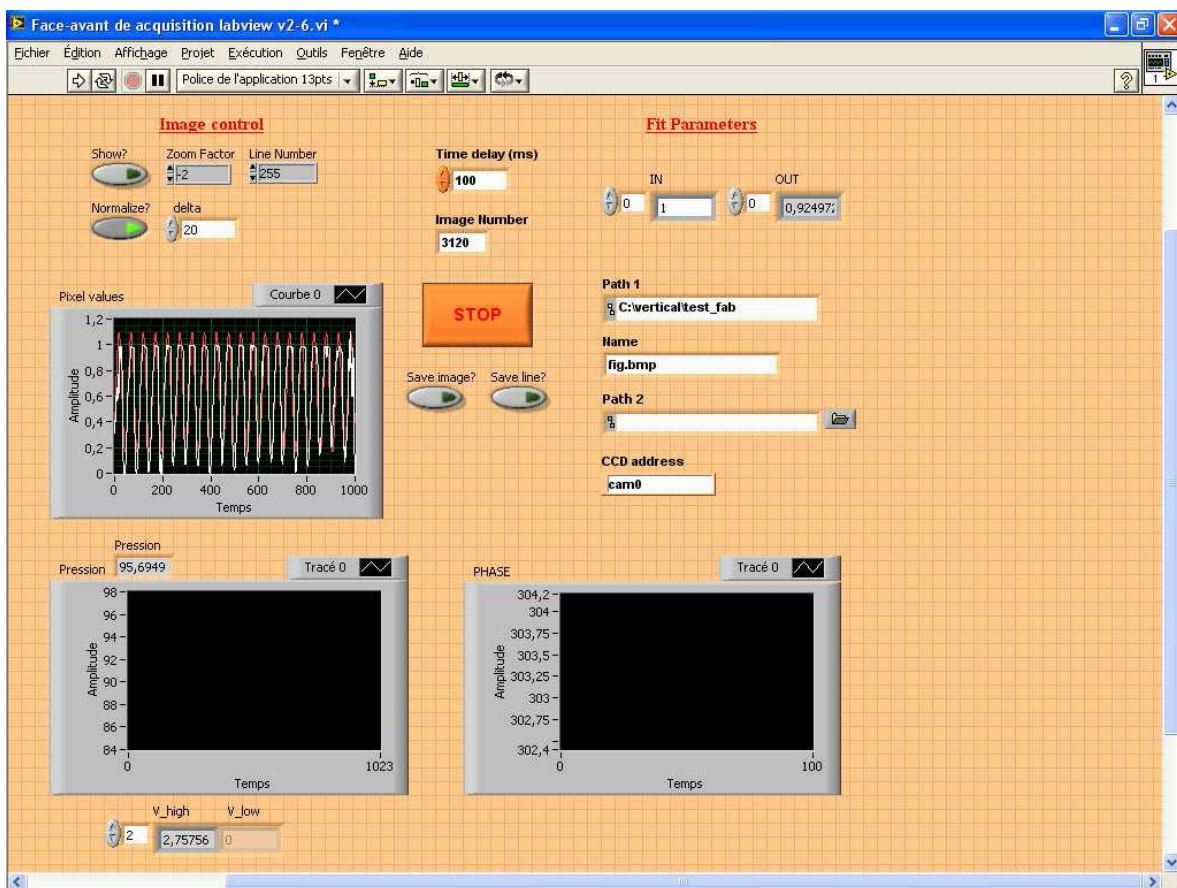 Face-avant de acquisition labview v2-6.vi *
Fichier Édition Affichage Projet Exécution Outils Fenêtre Aide
Police de l'application 13pts
1
Image control
Fit Parameters
Show? Zoom Factor Line Number
-2 255
Time delay (ms)
100
IN OUT
0 1 0 0,92497
Normalize? delta
20
Image Number
3120
Pixel values Courbe 0
1,2
1
0,8
0,6
0,4
0,2
0
Amplitude
0 200 400 600 800 1000
Temps
STOP
Save image? Save line?
Path 1
C:\vertical\test_fab
Name
fig.bmp
Path 2
CCD address
cam0
Pression
Pression 95,6949 Tracé 0
98
96
94
92
90
88
86
84
Amplitude
0 1023
Temps
PHASE Tracé 0
304,2
304
303,75
303,5
303,25
303
302,75
302,4
Amplitude
0 100
Temps
V_high V_low
2 2,75756 0